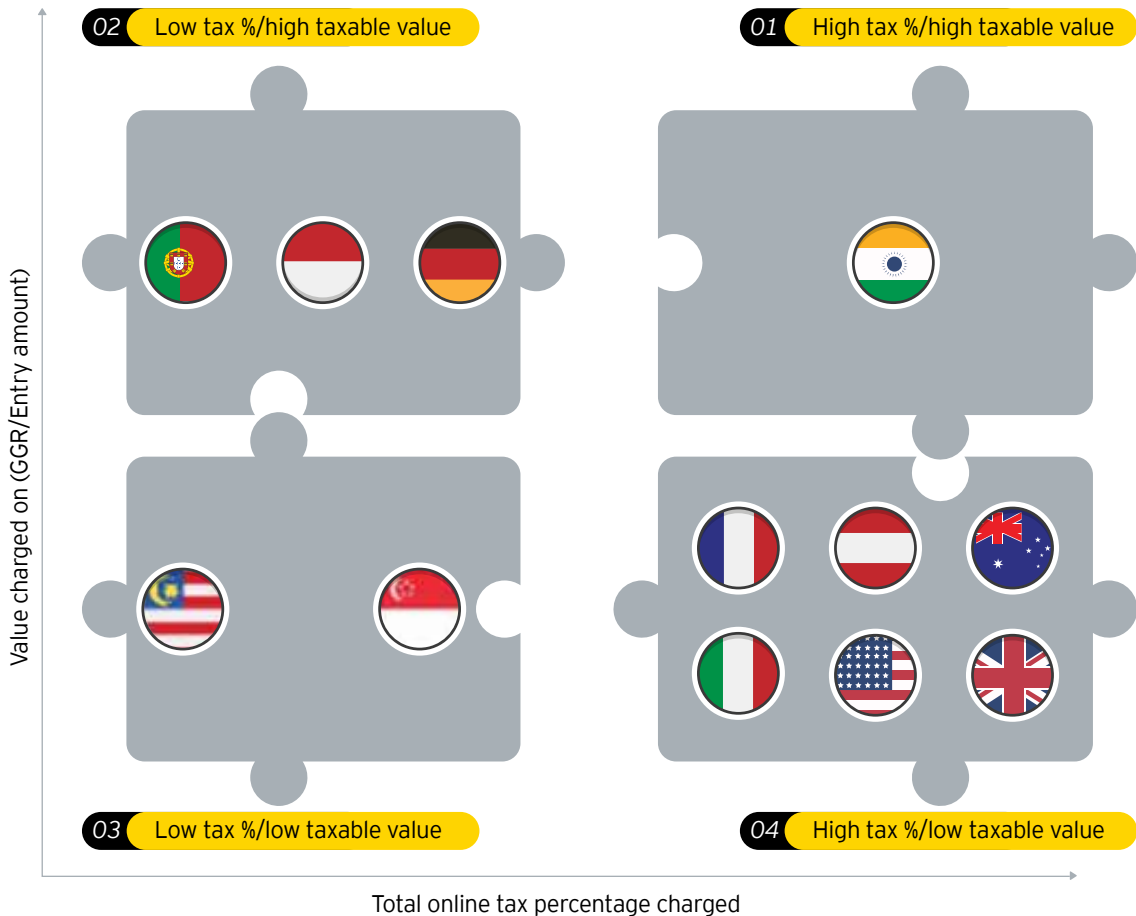 02 Low tax %/high taxable value
01 High tax %/high taxable value
Value charged on (GGR/Entry amount)
03 Low tax %/low taxable value
04 High tax %/low taxable value
Total online tax percentage charged